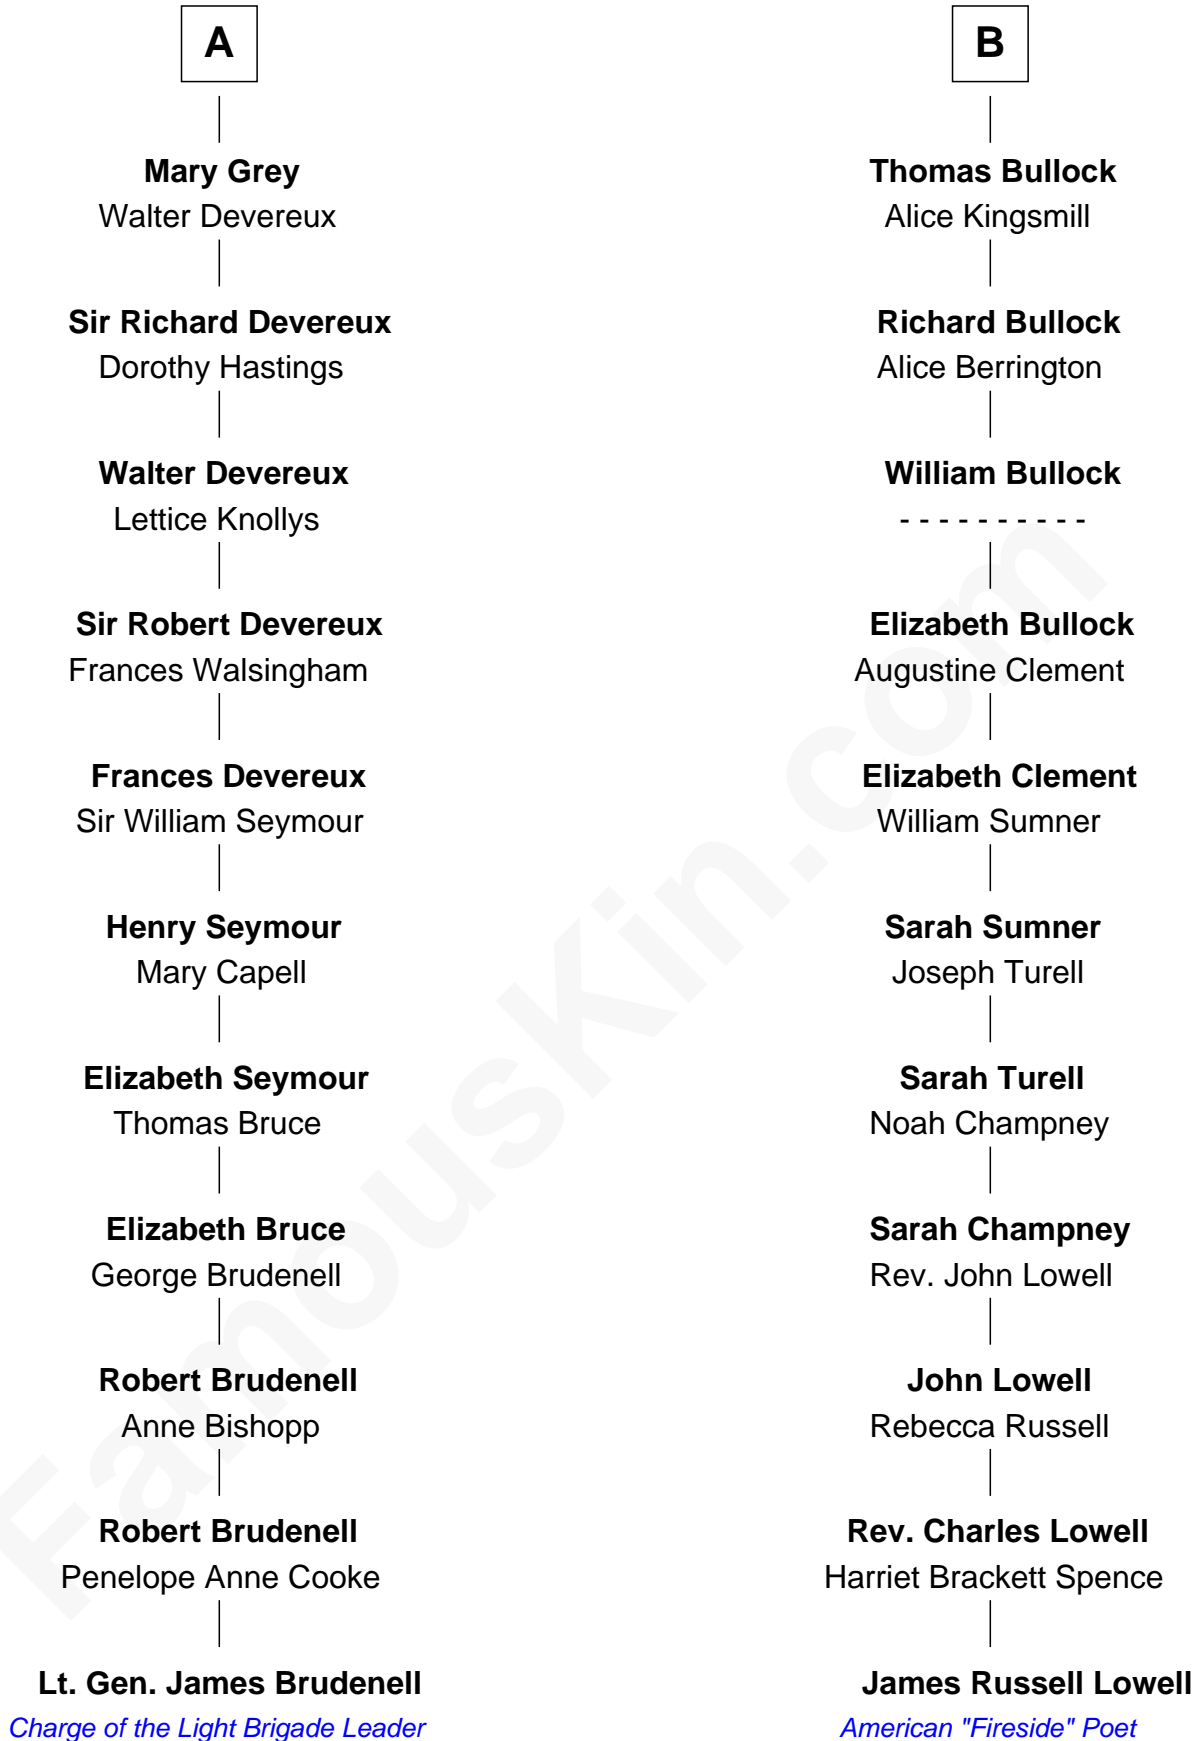 A
Mary Grey
Walter Devereux
Sir Richard Devereux
Dorothy Hastings
Walter Devereux
Lettice Knollys
Sir Robert Devereux
Frances Walsingham
Frances Devereux
Sir William Seymour
Henry Seymour
Mary Capell
Elizabeth Seymour
Thomas Bruce
Elizabeth Bruce
George Brudenell
Robert Brudenell
Anne Bishopp
Robert Brudenell
Penelope Anne Cooke
Lt. Gen. James Brudenell
Charge of the Light Brigade Leader
B
Thomas Bullock
Alice Kingsmill
Richard Bullock
Alice Berrington
William Bullock
- - - - - - - - - -
Elizabeth Bullock
Augustine Clement
Elizabeth Clement
William Sumner
Sarah Sumner
Joseph Turell
Sarah Turell
Noah Champney
Sarah Champney
Rev. John Lowell
John Lowell
Rebecca Russell
Rev. Charles Lowell
Harriet Brackett Spence
James Russell Lowell
American "Fireside" Poet
FamousKin.com